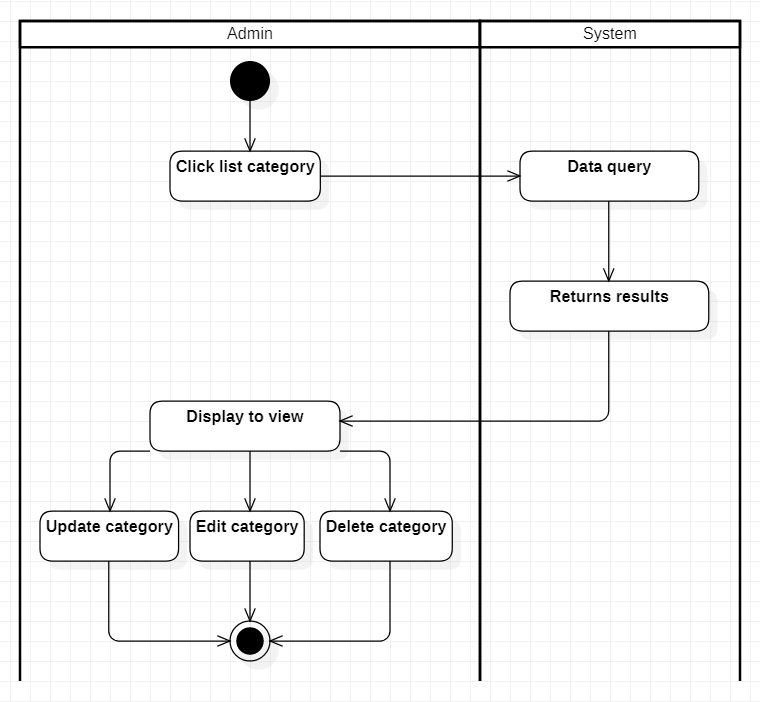 Admin
System
Click list category
Data query
Returns results
Display to view
Update category
Edit category
Delete category